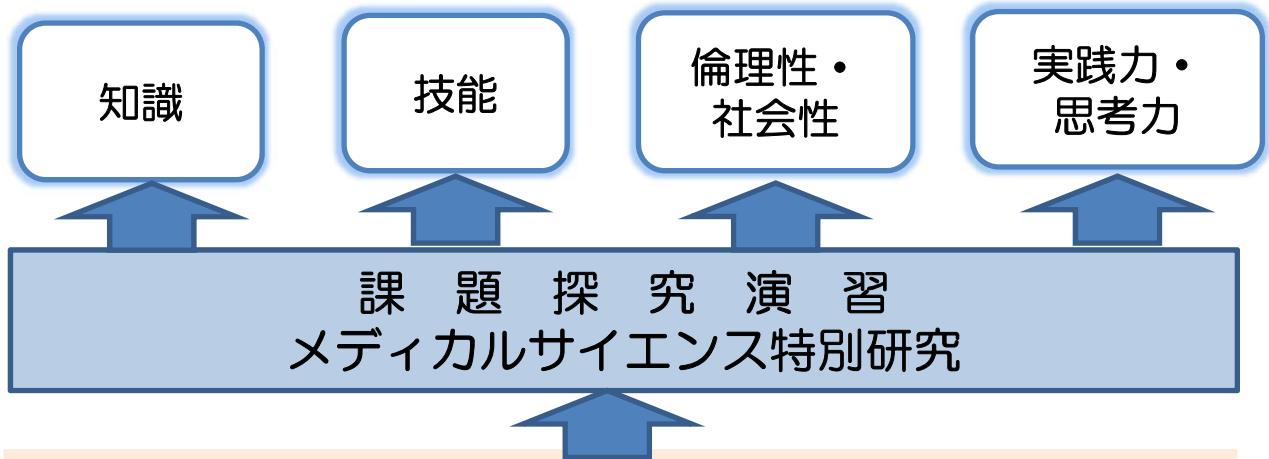 知識
技能
倫理性・
社会性
実践力・
思考力
課 題 探 究 演 習
メディカルサイエンス特別研究